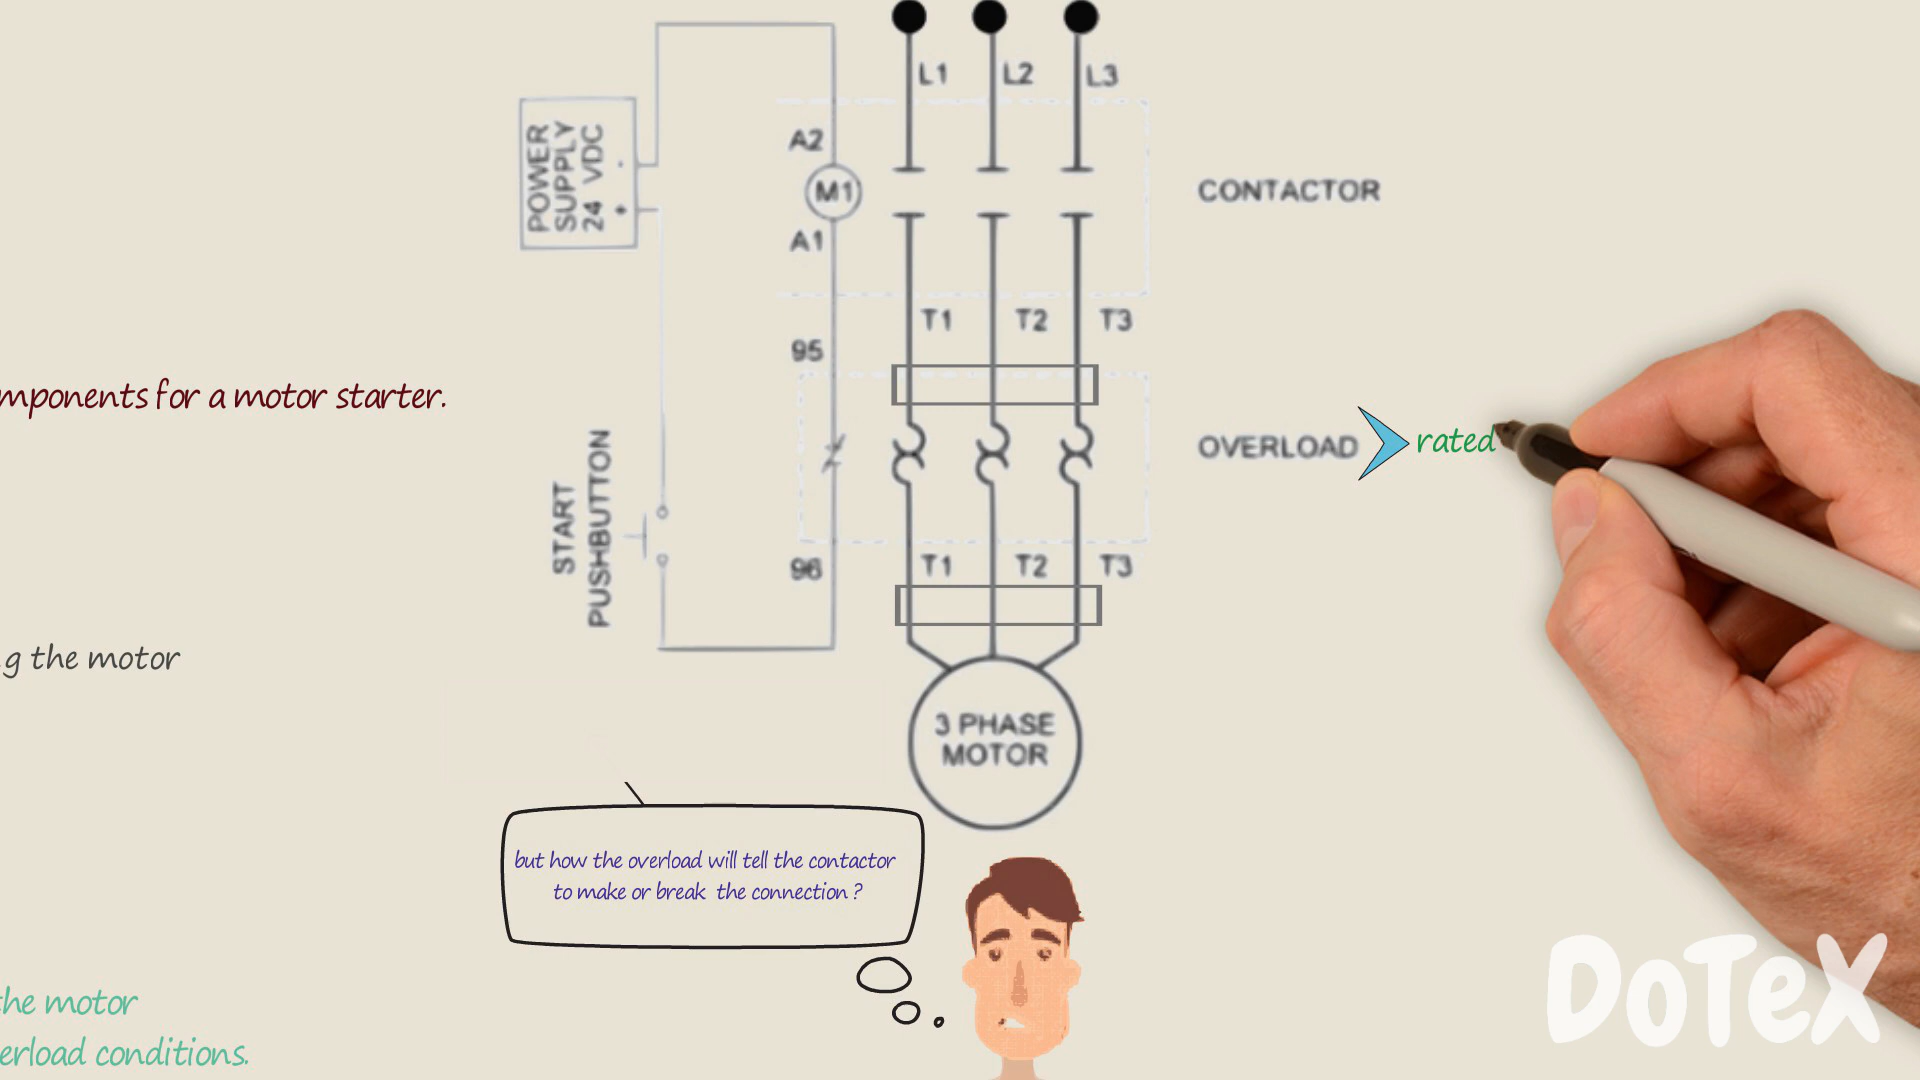 L1
L2
L3
POWER
SUPPLY
24 VDC
-
+
A2
M1
A1
CONTACTOR
T1
T2
T3
95
mponents for a motor starter.
OVERLOAD
rated
START
PUSHBUTTON
96
T1
T2
T3
g the motor
3 PHASE
MOTOR
but how the overload will tell the contactor
to make or break the connection ?
the motor
erload conditions.
DoTeX